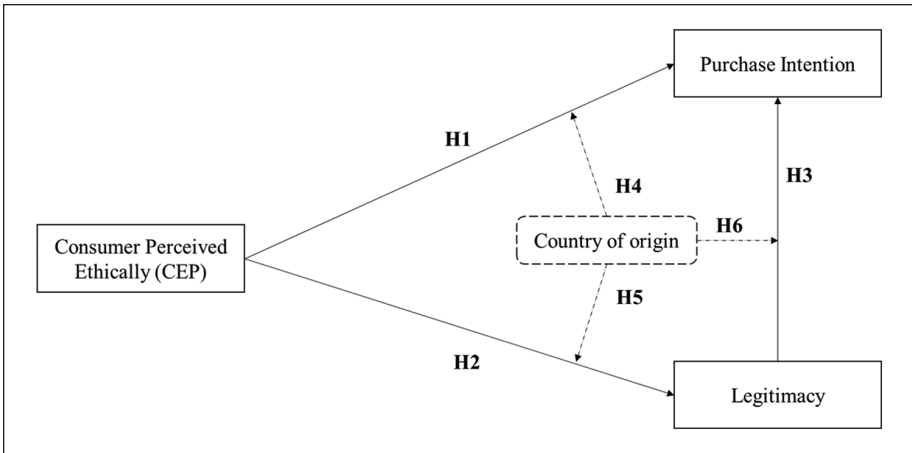 Purchase Intention
H1
H3
H4
Country of origin
H6
Consumer Perceived
Ethically (CEP)
H5
H2
Legitimacy